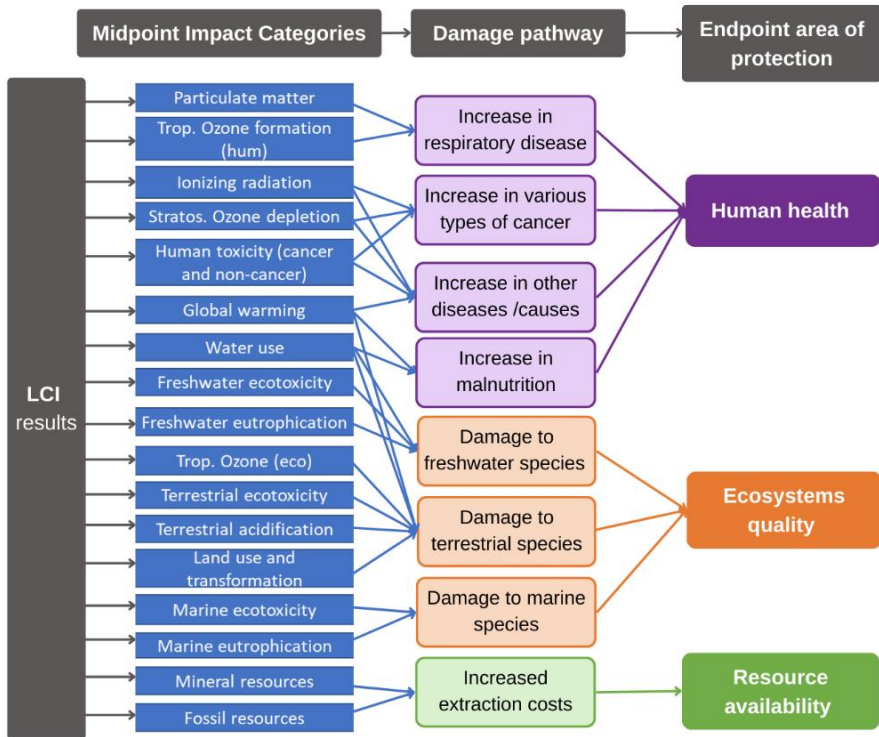 Midpoint Impact Categories
Damage pathway
Endpoint area of
protection
LCI
results
Particulate matter
Trop. Ozone formation
(hum)
Ionizing radiation
Stratos. Ozone depletion
Human toxicity (cancer
and non-cancer)
Global warming
Water use
Freshwater ecotoxicity
Freshwater eutrophication
Trop. Ozone (eco)
Terrestrial ecotoxicity
Terrestrial acidification
Land use and
transformation
Marine ecotoxicity
Marine eutrophication
Mineral resources
Fossil resources
Increase in
respiratory disease
Increase in various
types of cancer
Increase in other
diseases /causes
Increase in
malnutrition
Damage to
freshwater species
Damage to
terrestrial species
Damage to marine
species
Increased
extraction costs
Human health
Ecosystems
quality
Resource
availability